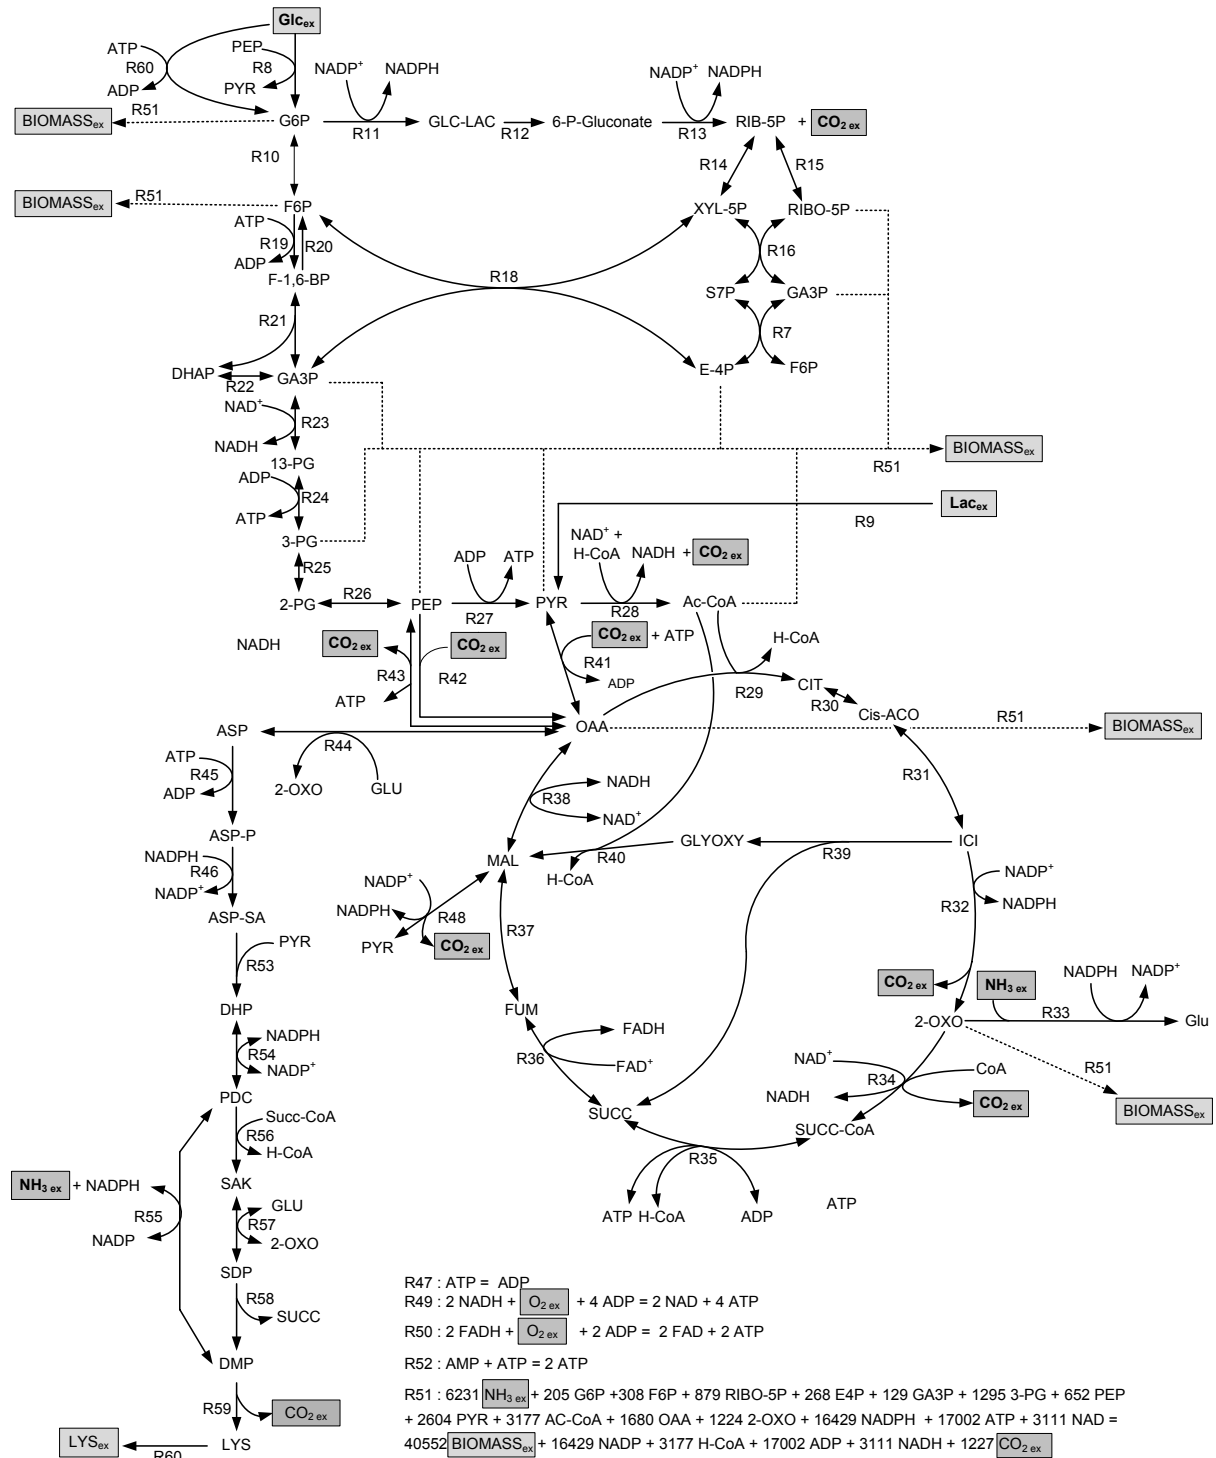 Glc ex
ATP
PEP
R60
R8
NADP+ NADPH
NADP+ NADPH
ADP
PYR
BIOMASS ex
R51
G6P
R11
GLC-LAC
R12
6-P-Gluconate
R13
RIB-5P + CO2 ex
R10
R14
R15
BIOMASS ex
R51
F6P
XYL-5P
RIBO-5P
ATP
R19
R20
ADP
R16
F-1,6-BP
R18
S7P
GA3P
R21
R7
DHAP
R22
GA3P
E-4P
F6P
NAD+
R23
NADH
BIOMASS ex
13-PG
R51
ADP
R24
ATP
Lac ex
R9
3-PG
NAD+ +
H-CoA
NADH + CO2 ex
ADP
ATP
R25
R26
2-PG
PEP
R27
PYR
R28
Ac-CoA
NADH
CO2 ex
CO2 ex
CO2 ex + ATP
H-CoA
R43
R42
R41
ADP
R29
CIT
ATP
R30
Cis-ACO
ASP
R44
OAA
R51
BIOMASS ex
ATP
R45
ADP
2-OXO
GLU
R38
NADH
R31
NAD+
ASP-P
NADPH
R46
NADP+
MAL
R40
GLYOXY
R39
ICI
H-CoA
NADP+
NADPH
R48
PYR
CO2 ex
R37
NADP+
R32
NADPH
ASP-SA
PYR
R53
CO2 ex
NH3 ex
NADPH
NADP+
DHP
FUM
2-OXO
R33
Glu
NADPH
R54
NADP+
FADH
R36
FAD+
NAD+
R34
CoA
R51
NADH
CO2 ex
BIOMASS ex
PDC
Succ-CoA
R56
H-CoA
SUCC
SUCC-CoA
R35
NH3 ex + NADPH
SAK
R55
NADP
GLU
R57
2-OXO
ATP H-CoA
ADP
ATP
SDP
R58
SUCC
R47 : ATP = ADP
R49 : 2 NADH + O2 ex + 4 ADP = 2 NAD + 4 ATP
R50 : 2 FADH + O2 ex + 2 ADP = 2 FAD + 2 ATP
DMP
R52 : AMP + ATP = 2 ATP
R59
CO2 ex
R51 : 6231 NH3 ex + 205 G6P +308 F6P + 879 RIBO-5P + 268 E4P + 129 GA3P + 1295 3-PG + 652 PEP
+ 2604 PYR + 3177 AC-CoA + 1680 OAA + 1224 2-OXO + 16429 NADPH + 17002 ATP + 3111 NAD =
40552 BIOMASS ex + 16429 NADP + 3177 H-CoA + 17002 ADP + 3111 NADH + 1227 CO2 ex
LYS ex
R60
LYS